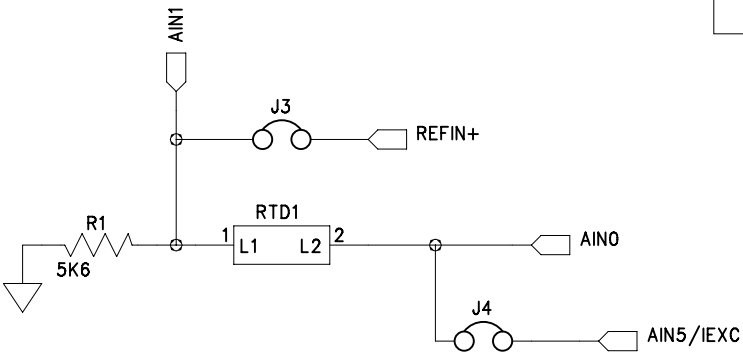 AIN1
J3
REFIN+
R1
5K6
RTD1
1 L1 L2 2
AIN0
J4
AIN5/IEXC